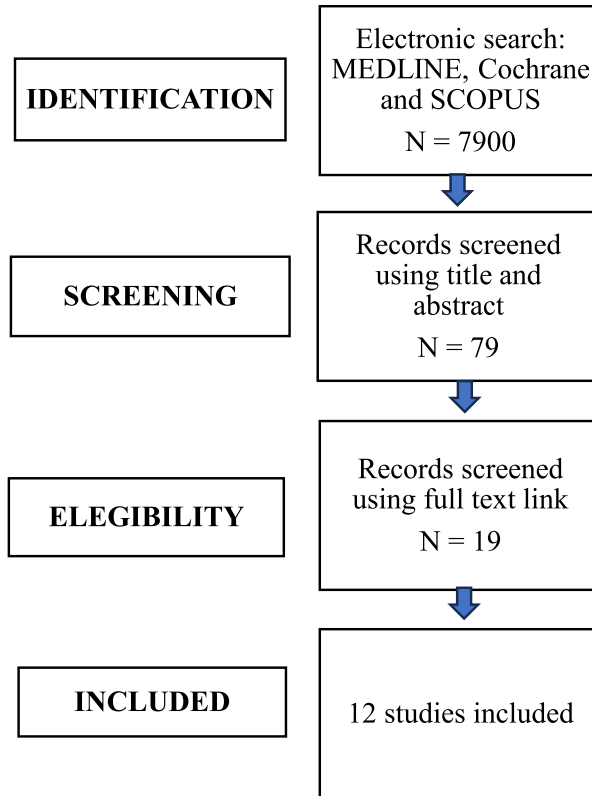 IDENTIFICATION
Electronic search:
MEDLINE, Cochrane
and SCOPUS
N = 7900
SCREENING
Records screened
using title and
abstract
N = 79
ELEGIBILITY
Records screened
using full text link
N = 19
INCLUDED
12 studies included